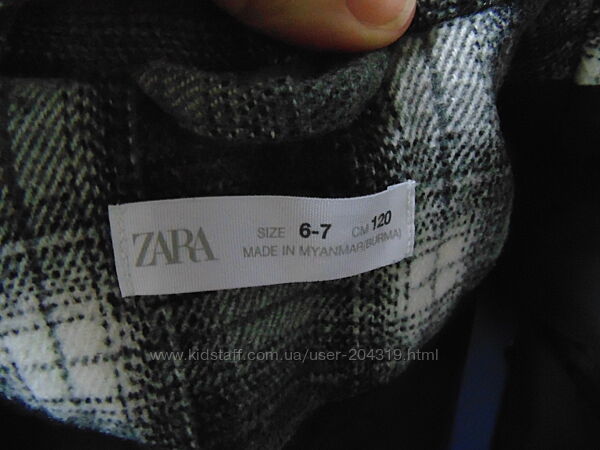 ZARA
SIZE 6-7 CM 120
MADE IN MYANMAR(BURMA)
www.kidstaff.com.ua/user-204319.html